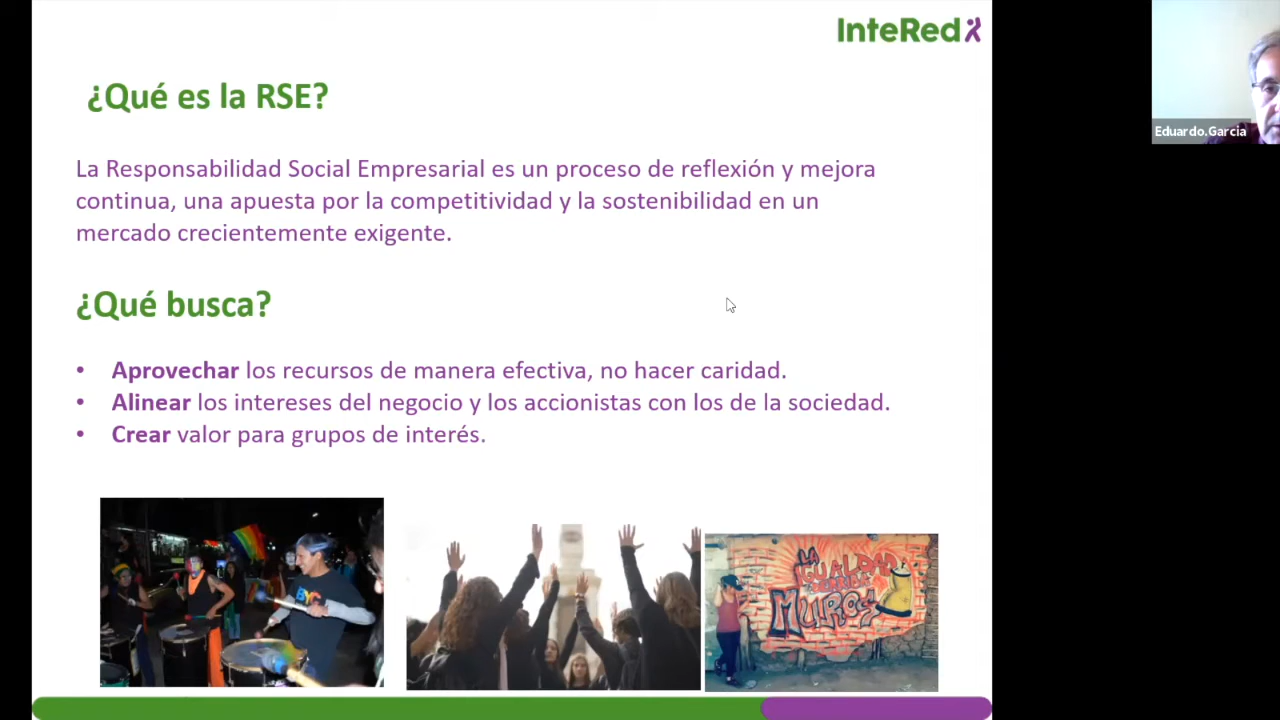 InteRed
¿Qué es la RSE?
Eduardo.Garcia
La Responsabilidad Social Empresarial es un proceso de reflexión y mejora
continua, una apuesta por la competitividad y la sostenibilidad en un
mercado crecientemente exigente.
¿Qué busca?
• Aprovechar los recursos de manera efectiva, no hacer caridad.
• Alinear los intereses del negocio y los accionistas con los de la sociedad.
• Crear valor para grupos de interés.
LA
IGUALDAD
MUROS